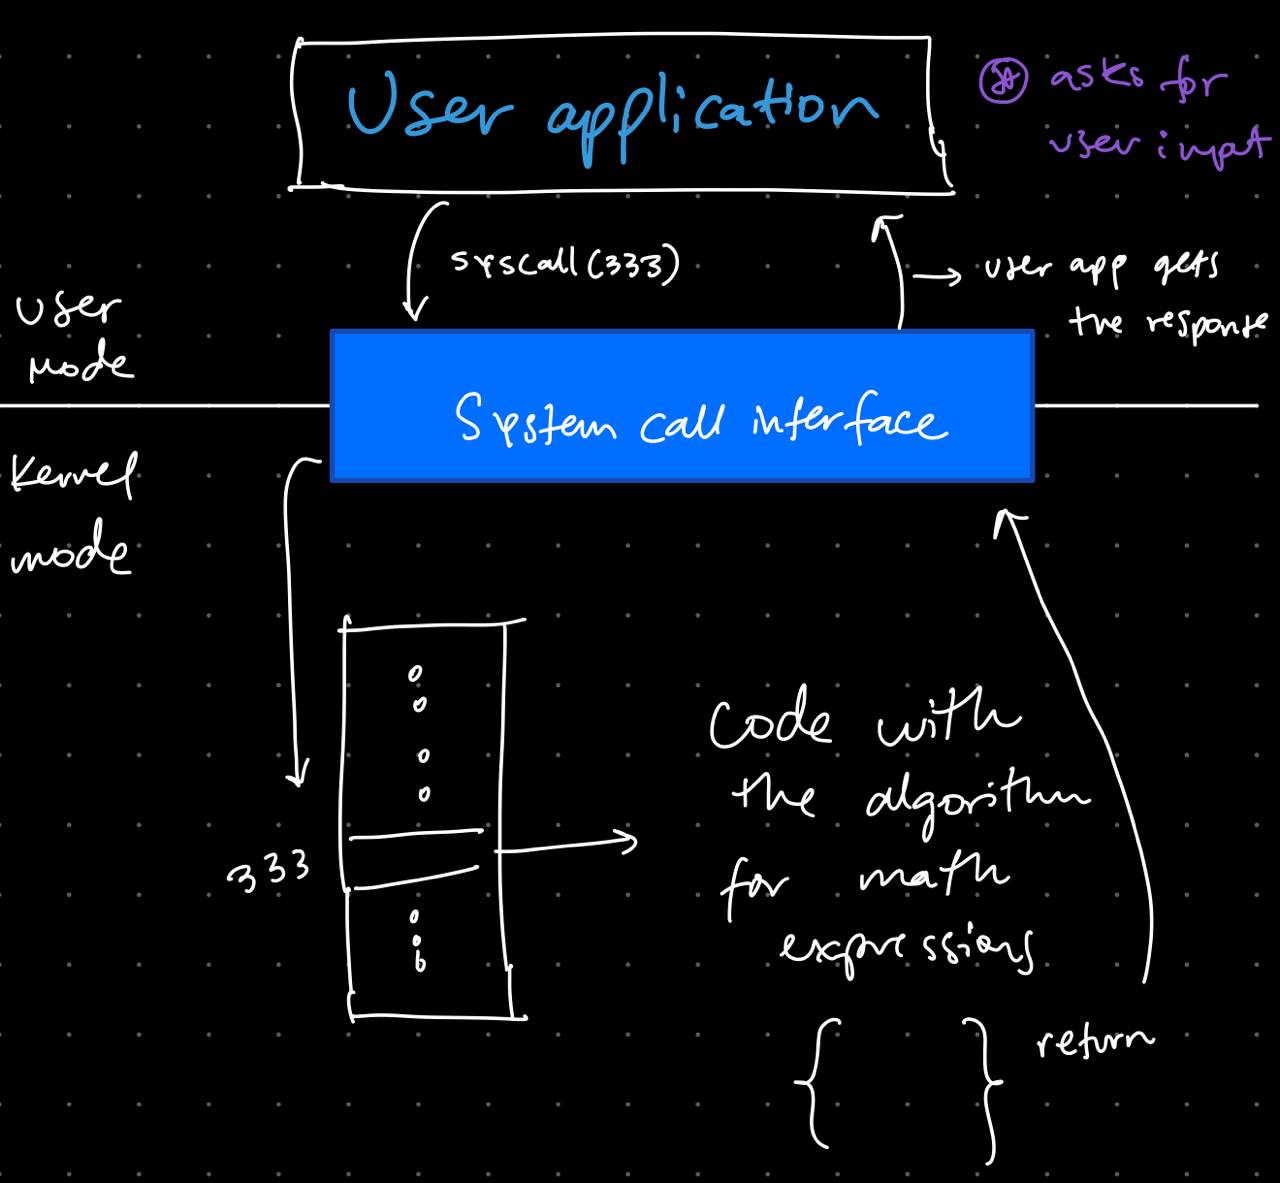 User application
asks for
user input
syscall(333)
user app gets
the response
User
Mode
System call interface
Kernel
mode
333
Code with
the algorithm
for math
expressions
{ }
return